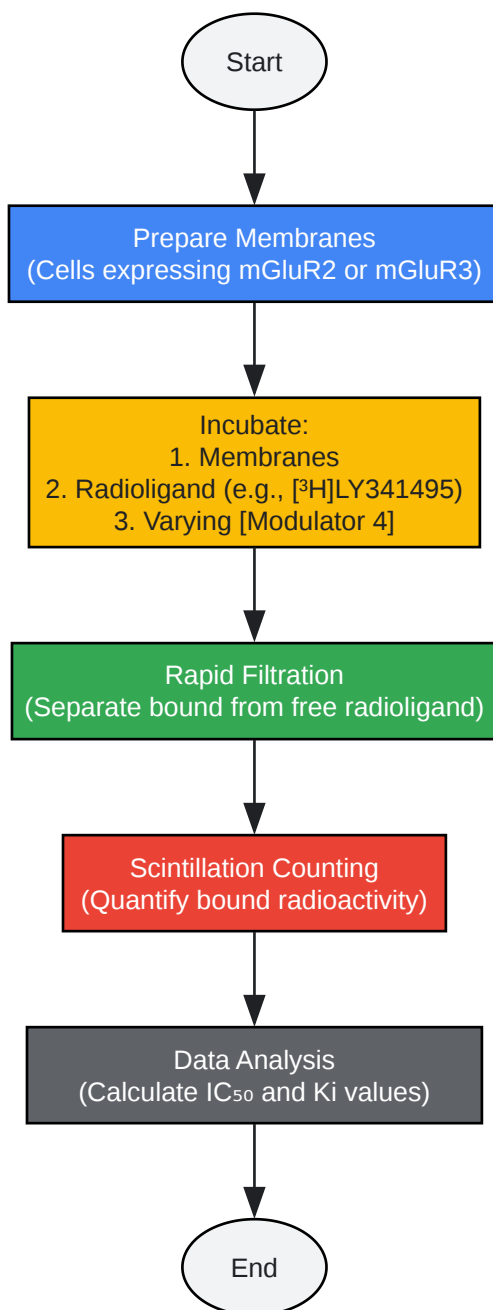 Start
Prepare Membranes
(Cells expressing mGluR2 or mGluR3)
Incubate:
1. Membranes
2. Radioligand (e.g., [³H]LY341495)
3. Varying [Modulator 4]
Rapid Filtration
(Separate bound from free radioligand)
Scintillation Counting
(Quantify bound radioactivity)
Data Analysis
(Calculate IC₅₀ and Ki values)
End